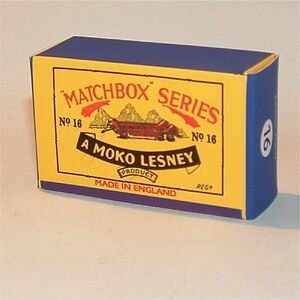 "MATCHBOX" SERIES
Nº 16 Nº 16
A MOKO LESNEY
PRODUCT
MADE IN ENGLAND REGD
16